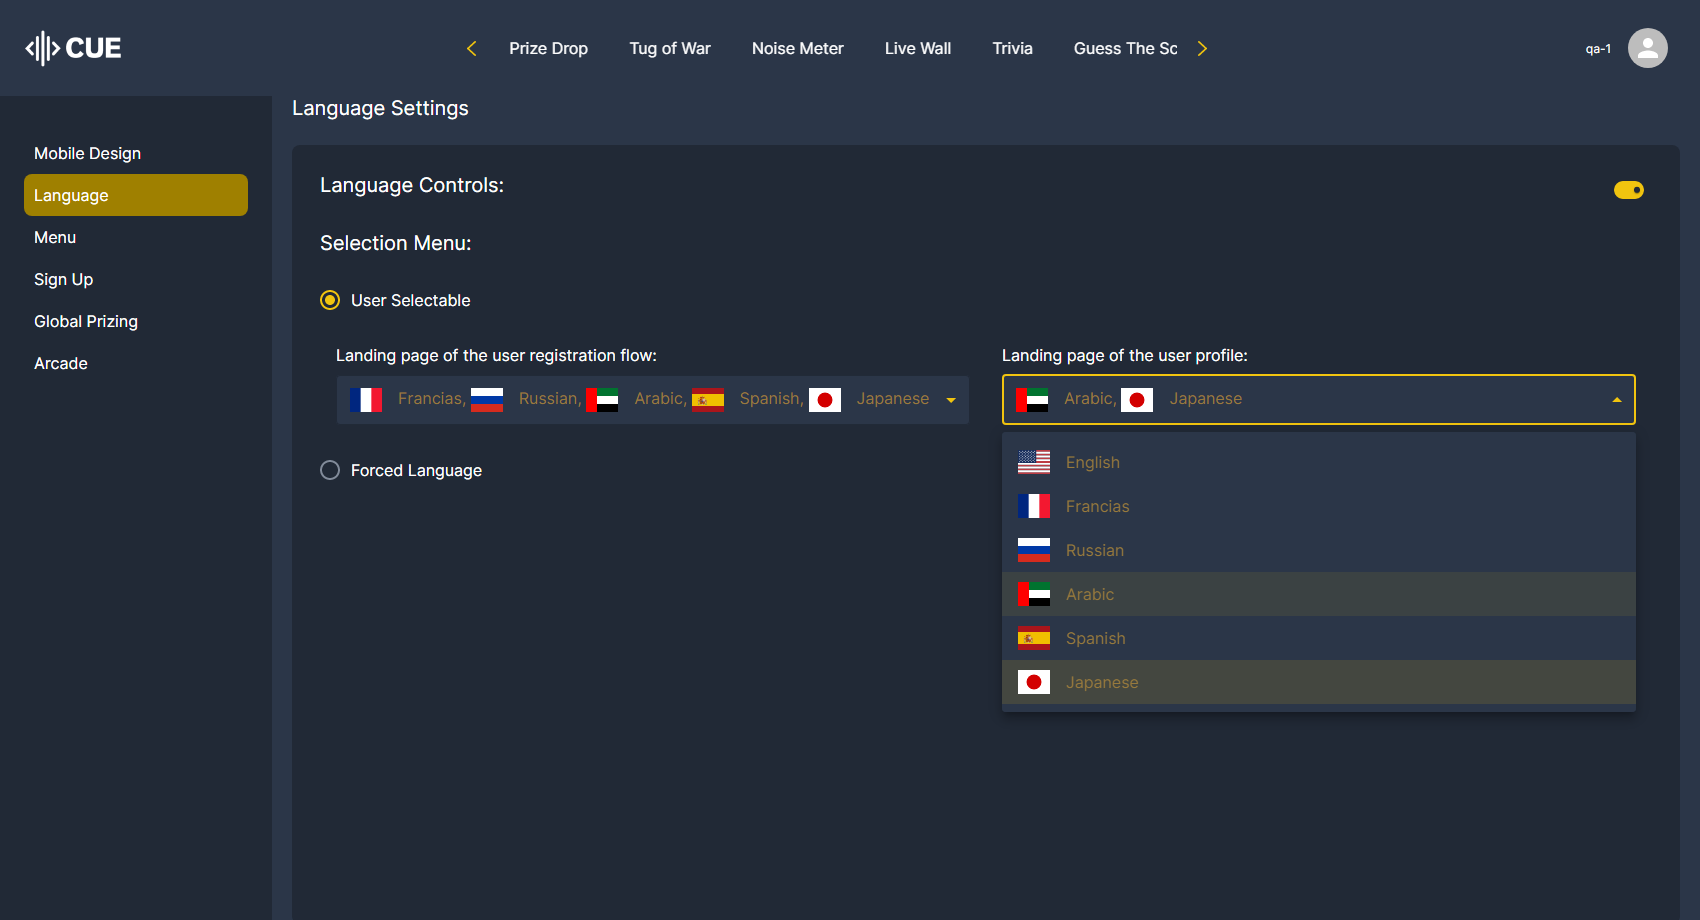 CUE
Prize Drop Tug of War Noise Meter Live Wall Trivia Guess The Sc
qa-1
Mobile Design
Language
Menu
Sign Up
Global Prizing
Arcade
Language Settings
Language Controls:
Selection Menu:
User Selectable
Landing page of the user registration flow:
Francias, Russian, Arabic, Spanish, Japanese
Forced Language
Landing page of the user profile:
Arabic, Japanese
English
Francias
Russian
Arabic
Spanish
Japanese